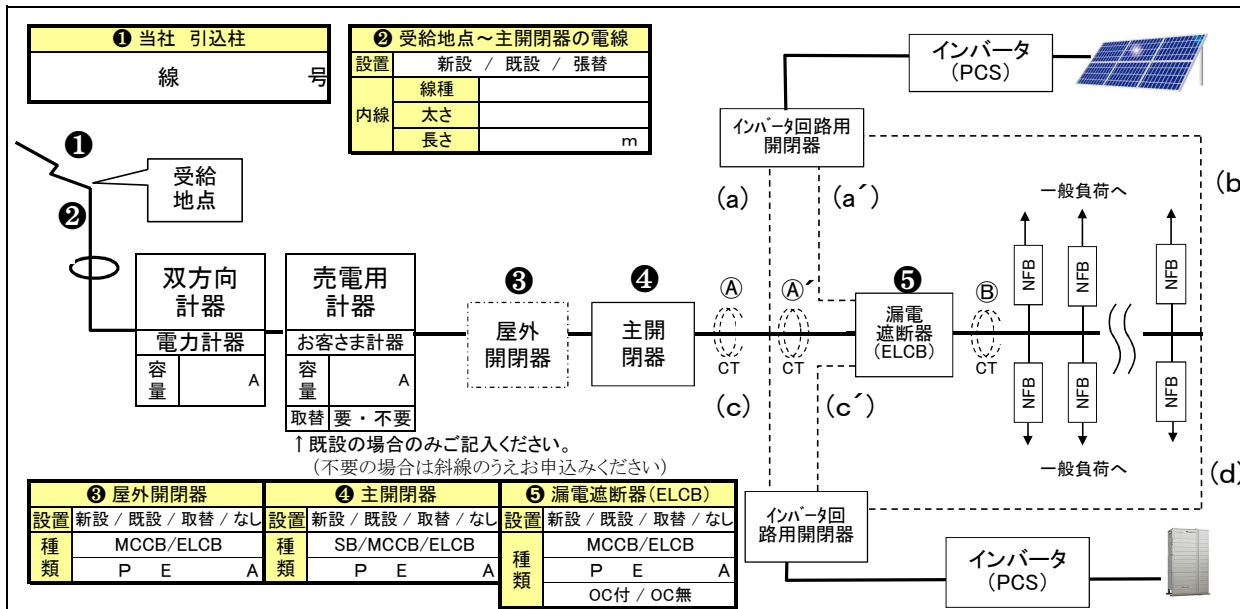 ❶ 当社 引込柱
線 号
❷ 受給地点～主開閉器の電線
設置 新設 / 既設 / 張替
内線
線種
太さ
長さ m
インバータ
(PCS)
インバータ回路用
開閉器
❶
受給
地点
❷
(a)
(a´)
(b
一般負荷へ
NFB
NFB
NFB
双方向
計器
電力計器
容量 A
売電用
計器
お客さま計器
容量 A
取替 要・不要
❸
屋外
開閉器
❹
主開
閉器
Ⓐ
CT
Ⓐ´
CT
❺
漏電
遮断器
(ELCB)
Ⓑ
CT
(c)
(c´)
NFB
NFB
NFB
一般負荷へ
(d)
↑既設の場合のみご記入ください。
(不要の場合は斜線のうえお申込みください)
❸ 屋外開閉器
設置 新設 / 既設 / 取替 / なし
種類
MCCB/ELCB
P E A
❹ 主開閉器
設置 新設 / 既設 / 取替 / なし
種類
SB/MCCB/ELCB
P E A
❺ 漏電遮断器(ELCB)
設置 新設 / 既設 / 取替 / なし
種類
MCCB/ELCB
P E A
OC付 / OC無
インバータ回
路用開閉器
インバータ
(PCS)